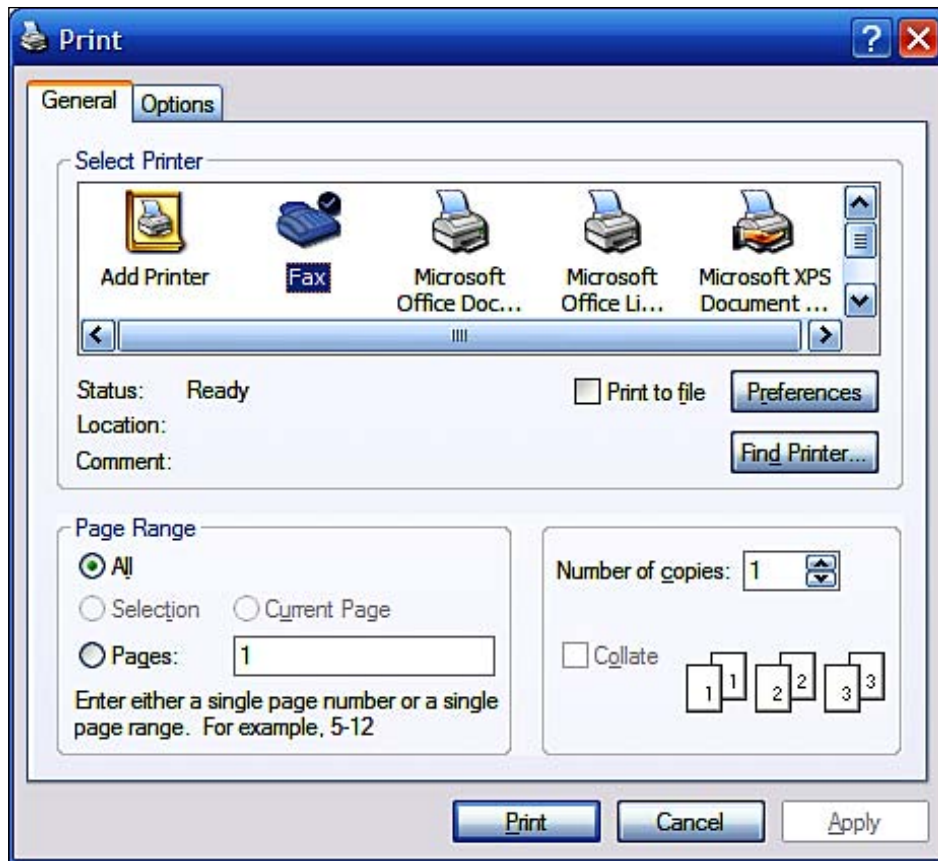 Print
General
Options
Select Printer
Add Printer
Fax
Microsoft
Office Doc...
Microsoft
Office Li...
Microsoft XPS
Document ...
Status: Ready
Print to file
Preferences
Location:
Comment:
Find Printer...
Page Range
All
Selection
Current Page
Pages: 1
Enter either a single page number or a single
page range. For example, 5-12
Number of copies: 1
Collate
1 1 2 2 3 3
Print
Cancel
Apply